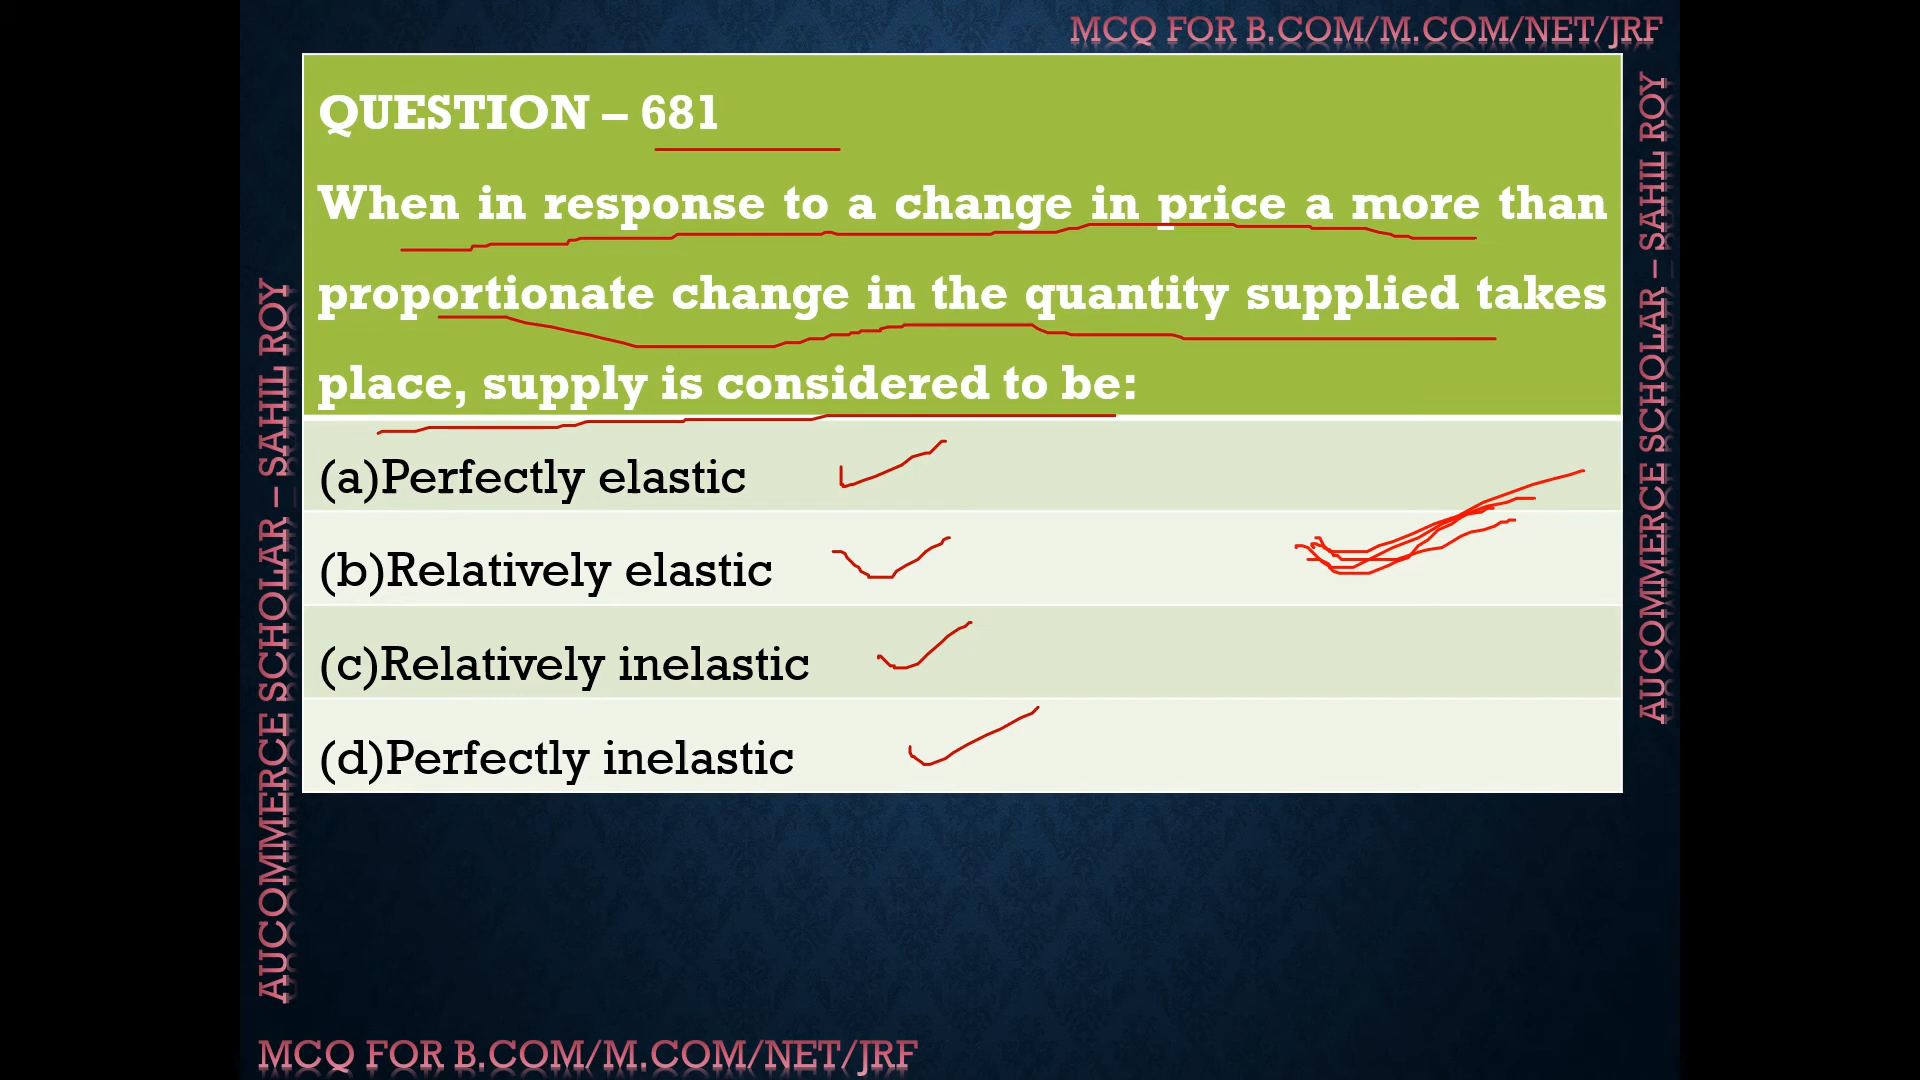 MCQ FOR B.COM/M.COM/NET/JRF
QUESTION – 681
When in response to a change in price a more than
proportionate change in the quantity supplied takes
place, supply is considered to be:
(a)Perfectly elastic
(b)Relatively elastic
(c)Relatively inelastic
(d)Perfectly inelastic
AUCOMMERCE SCHOLAR – SAHIL ROY
AUCOMMERCE SCHOLAR – SAHIL ROY
MCQ FOR B.COM/M.COM/NET/JRF